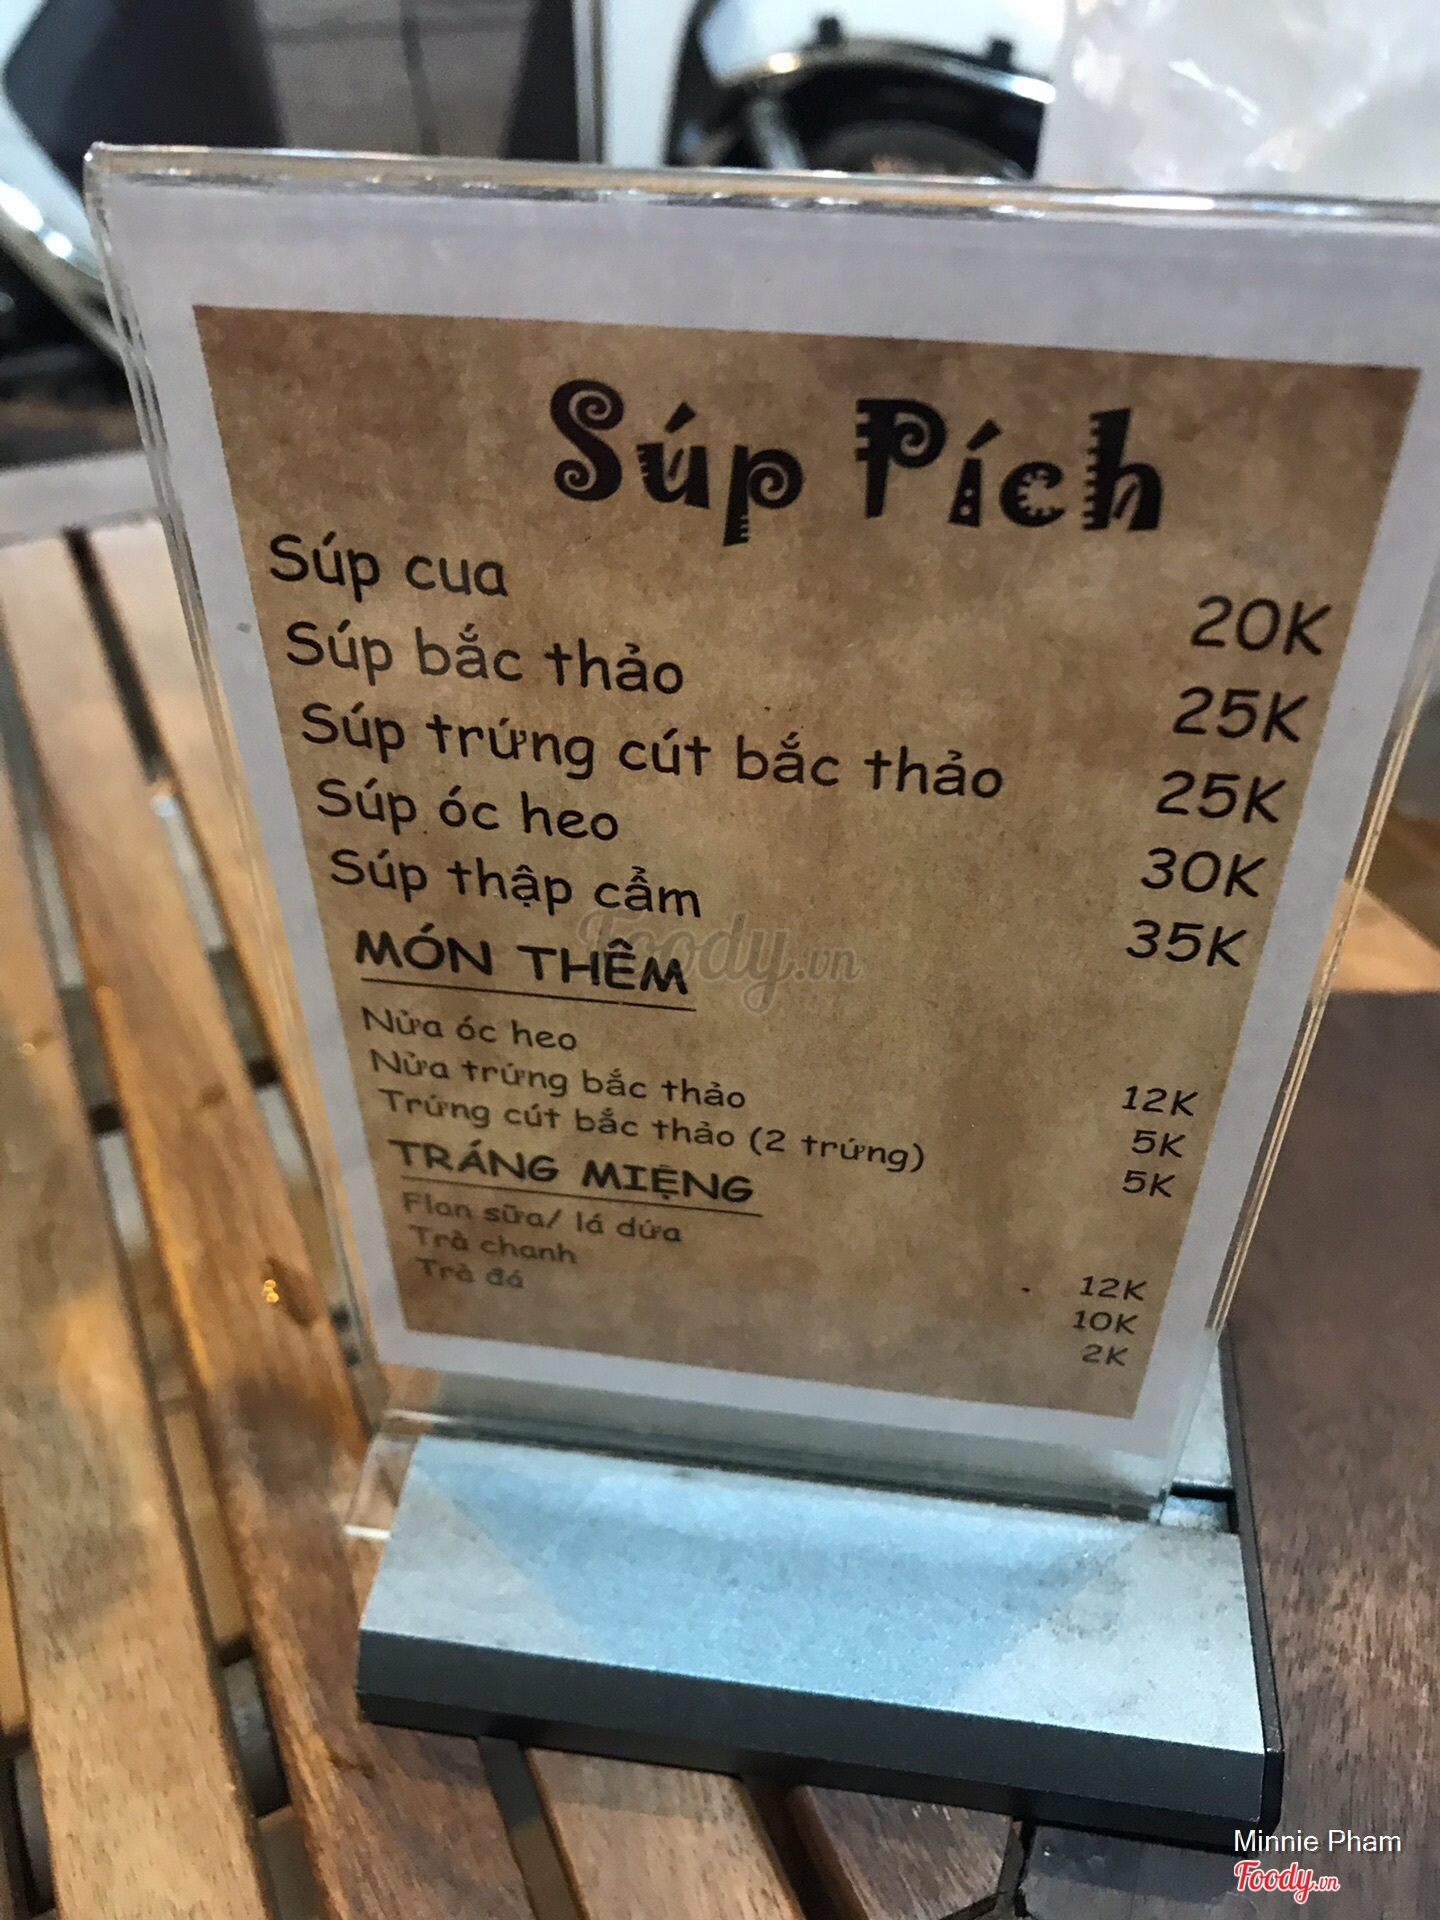 Súp Pích
Súp cua 20K
Súp bắc thảo 25K
Súp trứng cút bắc thảo 25K
Súp óc heo 30K
Súp thập cẩm 35K
MÓN THÊM
Nửa óc heo 12K
Nửa trứng bắc thảo 5K
Trứng cút bắc thảo (2 trứng) 5K
TRÁNG MIỆNG
Flan sữa/ lá dứa 12K
Trà chanh 10K
Trà đá 2K
Foody.vn
Minnie Pham
Foody.vn